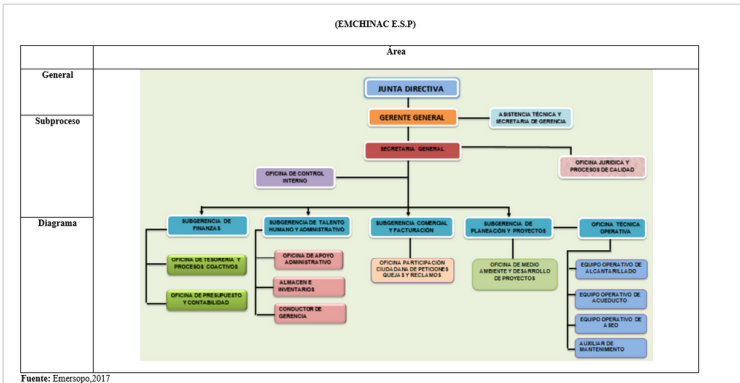 (EMCHINAC E.S.P)
Área
General
Subproceso
Diagrama
JUNTA DIRECTIVA
GERENTE GENERAL
ASISTENCIA TÉCNICA Y
SECRETARIA DE GERENCIA
SECRETARIA GENERAL
OFICINA JURIDICA Y
PROCESOS DE CALIDAD
OFICINA DE CONTROL
INTERNO
SUBGERENCIA DE
FINANZAS
SUBGERENCIA DE TALENTO
HUMANO Y ADMINISTRATIVO
SUBGERENCIA COMERCIAL
Y FACTURACIÓN
SUBGERENCIA DE
PLANEACIÓN Y PROYECTOS
OFICINA TÉCNICA
OPERATIVA
OFICINA DE TESORERIA Y
PROCESOS COACTIVOS
OFICINA DE PRESUPUESTO
Y CONTABILIDAD
OFICINA DE APOYO
ADMINISTRATIVO
ALMACEN E
INVENTARIOS
CONDUCTOR DE
GERENCIA
OFICINA PARTICIPACIÓN
CIUDADANA DE PETICIONES
QUEJAS Y RECLAMOS
OFICINA DE MEDIO
AMBIENTE Y DESARROLLO
DE PROYECTOS
EQUIPO OPERATIVO DE
ALCANTARILLADO
EQUIPO OPERATIVO DE
ACUEDUCTO
EQUIPO OPERATIVO DE
ASEO
AUXILIAR DE
MANTENIMIENTO
Fuente: Emersopo,2017